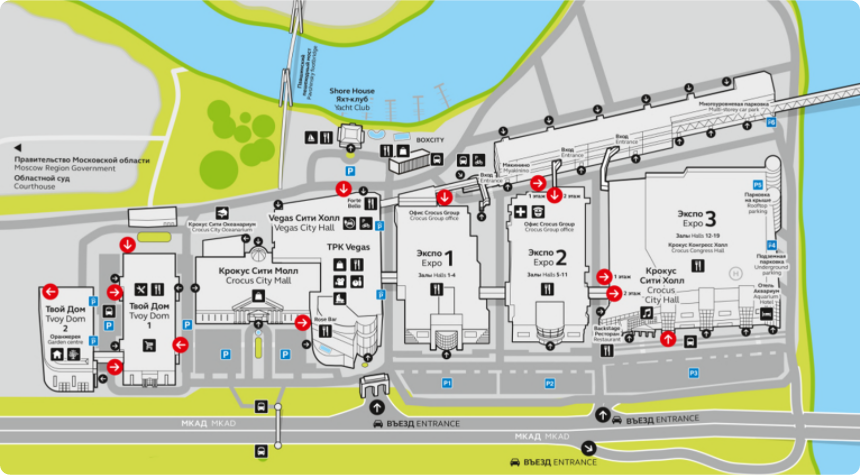 Павшинский
пешеходный мост
Pavshinsky footbridge
Shore House
Яхт-клуб
Yacht Club
BOXCITY
Многоуровневая парковка
Multi-storey car park
P6
Вход
Entrance
Вход
Entrance
Мякинино
Myakinino
Вход
Entrance
Правительство Московской области
Moscow Region Government
Областной суд
Courthouse
P
Forte
Bello
P
Крокус Сити Океанариум
Crocus City Oceanarium
Vegas Сити Холл
Vegas City Hall
ТРК Vegas
P
Офис Crocus Group
Crocus Group office
Экспо 1
Expo
Залы Halls 1-4
1 этаж
2 этаж
Офис Crocus Group
Crocus Group office
Экспо 2
Expo
Залы Halls 5-11
1 этаж
2 этаж
Экспо 3
Expo
Залы Halls 12-19
Крокус Конгресс Холл
Crocus Congress Hall
H
Крокус
Сити Холл
Crocus
City Hall
P5
Парковка
на крыше
Rooftop
parking
P4
Подземная
парковка
Underground
parking
Отель
Аквариум
Aquarium
Hotel
Backstage
Ресторан
Restaurant
Крокус Сити Молл
Crocus City Mall
Rose Bar
Твой Дом
Tvoy Dom
2
Оранжерея
Garden centre
P
P
P
Твой Дом
Tvoy Dom
1
P
P
P
P1
P2
P3
МКАД MKAD
ВЪЕЗД ENTRANCE
МКАД MKAD
ВЪЕЗД ENTRANCE
ВЪЕЗД ENTRANCE